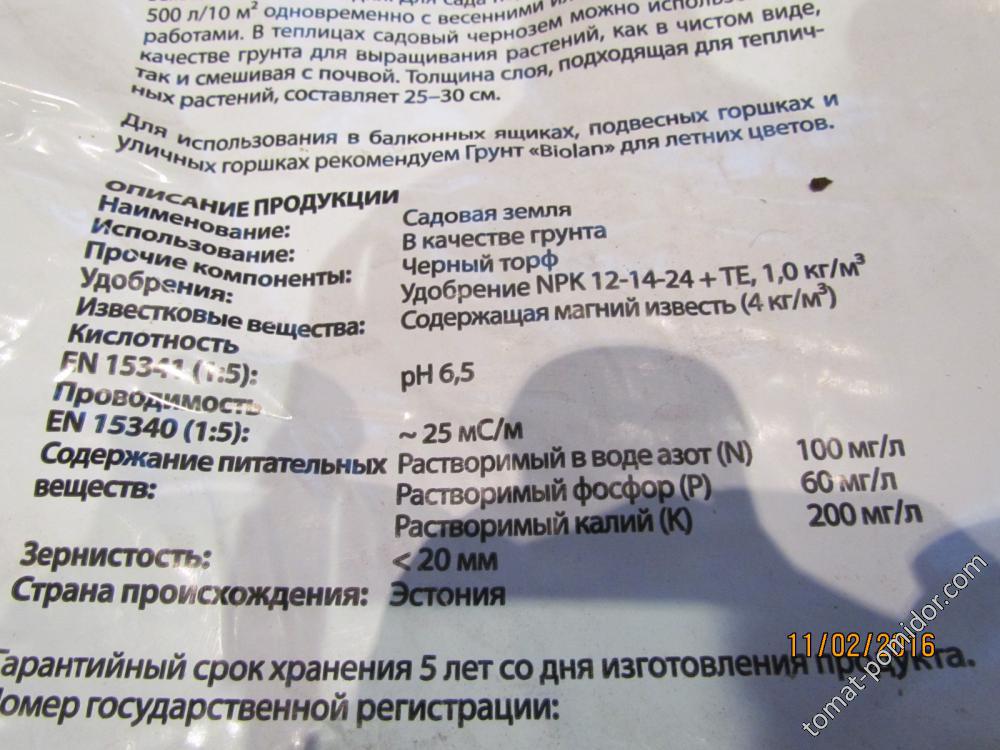 500 л/10 м² одновременно с весенними
работами. В теплицах садовый чернозем можно
качестве грунта для выращивания растений, как в чистом виде,
так и смешивая с почвой. Толщина слоя, подходящая для теплич-
ных растений, составляет 25–30 см.
Для использования в балконных ящиках, подвесных горшках и
уличных горшках рекомендуем Грунт «Biolan» для летних цветов.
ОПИСАНИЕ ПРОДУКЦИИ
Наименование: Садовая земля
Использование: В качестве грунта
Прочие компоненты: Черный торф
Удобрения: Удобрение NPK 12-14-24 + TE, 1,0 кг/м³
Известковые вещества: Содержащая магний известь (4 кг/м³)
Кислотность
EN 15341 (1:5): pH 6,5
Проводимость
EN 15340 (1:5): ~ 25 мС/м
Содержание питательных Растворимый в воде азот (N) 100 мг/л
веществ: Растворимый фосфор (P) 60 мг/л
Растворимый калий (K) 200 мг/л
Зернистость: < 20 мм
Страна происхождения: Эстония
Гарантийный срок хранения 5 лет со дня изготовления продукта.
Номер государственной регистрации:
11/02/2016
tomat-pomidor.com